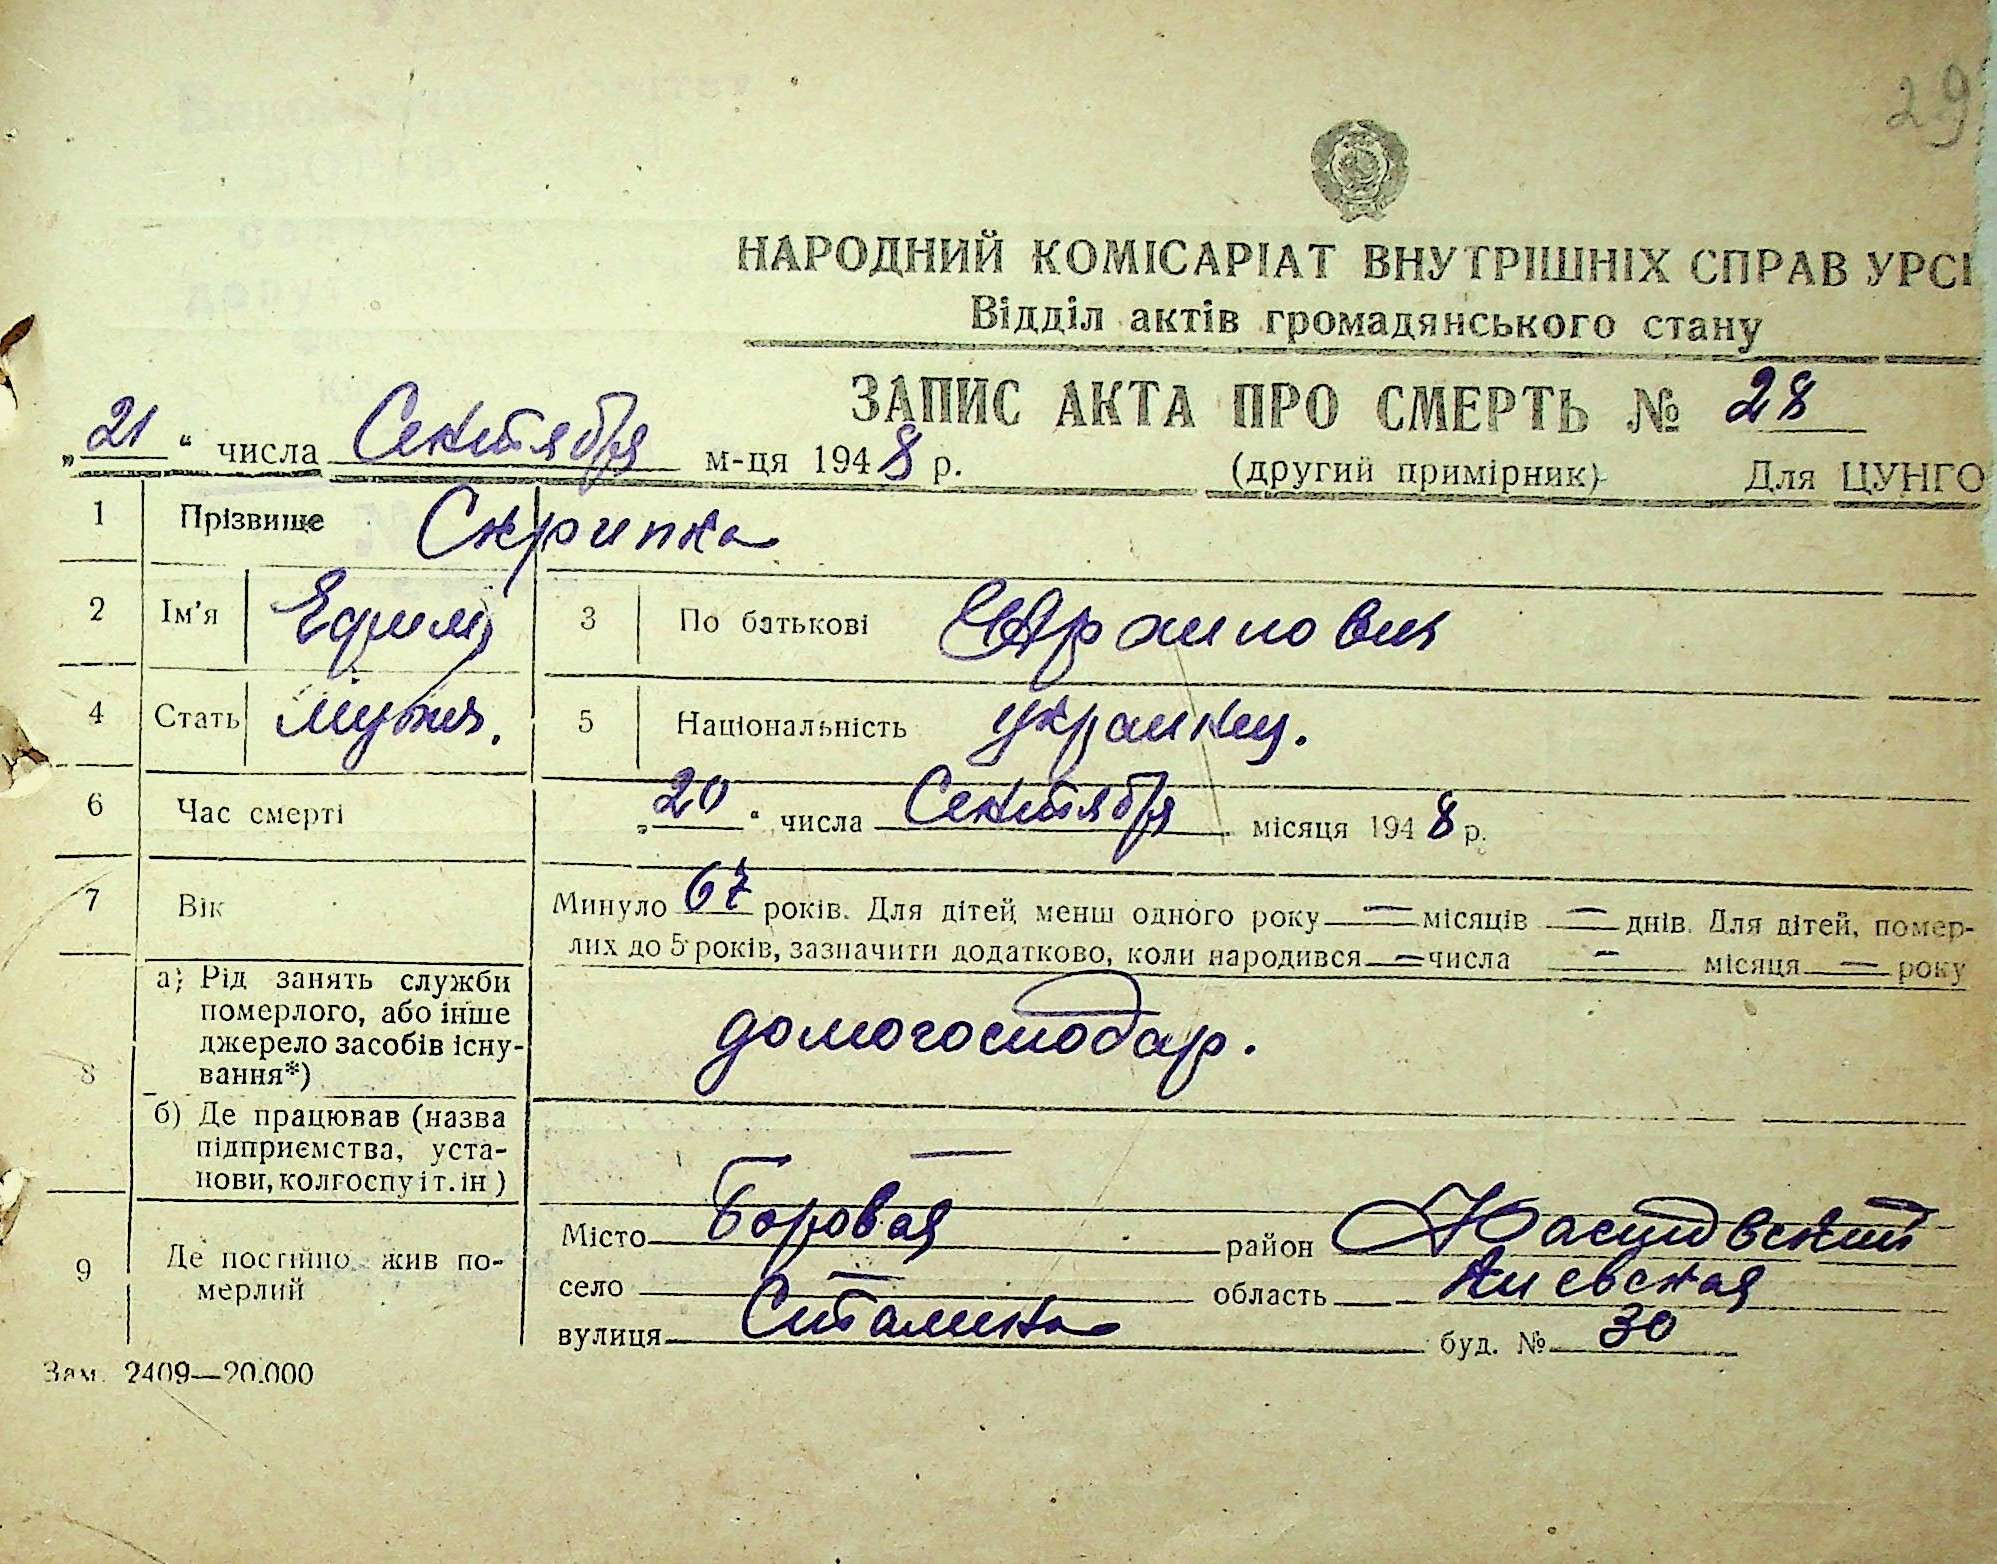 29
НАРОДНИЙ КОМІСАРІАТ ВНУТРІШНІХ СПРАВ УРСР
Відділ актів громадянського стану
ЗАПИС АКТА ПРО СМЕРТЬ № 28
„21“ числа Сентября м-ця 1948 р. (другий примірник) Для ЦУНГО
1 Прізвище Скрипка
2 Ім'я Ефим 3 По батькові
4 Стать мужч. 5 Національність украинец.
6 Час смерті „20“ числа Сентября місяця 1948 р.
7 Вік Минуло 67 років. Для дітей менш одного року — місяців — днів. Для дітей, помер-
лих до 5 років, зазначити додатково, коли народився — числа — місяця — року
8 а) Рід занять служби
померлого, або інше
джерело засобів існу-
вання*) домогосподар.
б) Де працював (назва
підприємства, уста-
нови, колгоспу і т. ін) —
9 Де постійно жив по-
мерлий
Місто Боровая район Фастовский
село — область Киевская
вулиця Сталина буд. № 30
Зам. 2409—20.000